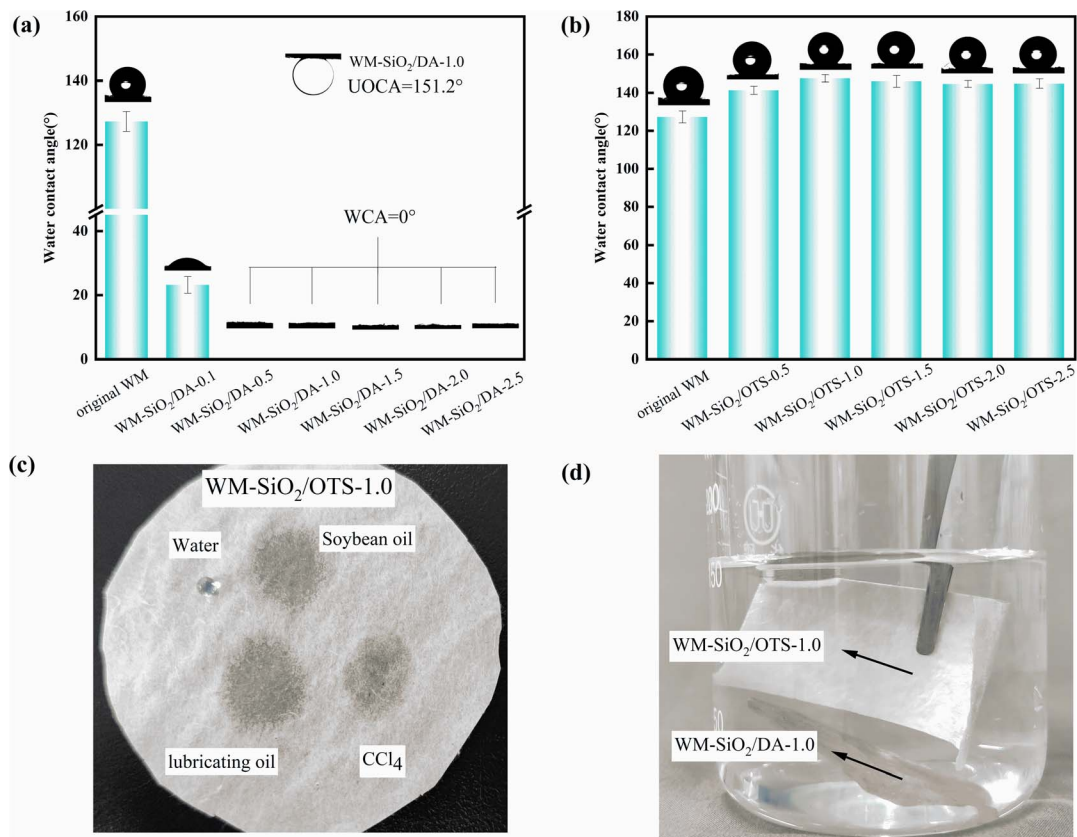 (a)
Water contact angle(°)
160
140
120
40
20
0
WM-SiO₂/DA-1.0
UOCA=151.2°
WCA=0°
original WM
WM-SiO₂/DA-0.1
WM-SiO₂/DA-0.5
WM-SiO₂/DA-1.0
WM-SiO₂/DA-1.5
WM-SiO₂/DA-2.0
WM-SiO₂/DA-2.5
(b)
Water contact angle(°)
180
160
140
120
100
80
60
40
20
0
original WM
WM-SiO₂/OTS-0.5
WM-SiO₂/OTS-1.0
WM-SiO₂/OTS-1.5
WM-SiO₂/OTS-2.0
WM-SiO₂/OTS-2.5
(c)
WM-SiO₂/OTS-1.0
Water
Soybean oil
lubricating oil
CCl₄
(d)
150
WM-SiO₂/OTS-1.0
50
WM-SiO₂/DA-1.0